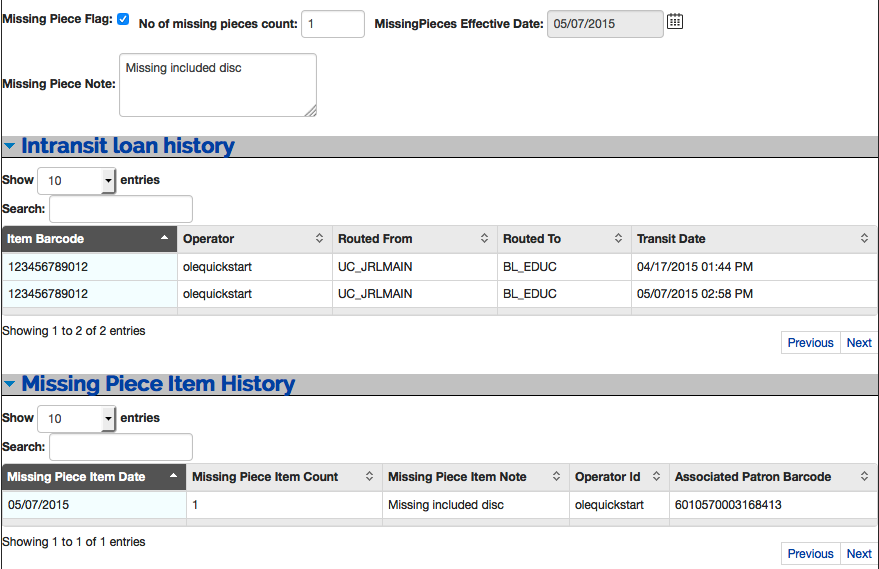 Missing Piece Flag: No of missing pieces count: 1 MissingPieces Effective Date: 05/07/2015
Missing Piece Note: Missing included disc
Intransit loan history
Show 10 entries
Search:
Item Barcode Operator Routed From Routed To Transit Date
123456789012 olequickstart UC_JRLMAIN BL_EDUC 04/17/2015 01:44 PM
123456789012 olequickstart UC_JRLMAIN BL_EDUC 05/07/2015 02:58 PM
Showing 1 to 2 of 2 entries
Previous Next
Missing Piece Item History
Show 10 entries
Search:
Missing Piece Item Date Missing Piece Item Count Missing Piece Item Note Operator Id Associated Patron Barcode
05/07/2015 1 Missing included disc olequickstart 6010570003168413
Showing 1 to 1 of 1 entries
Previous Next